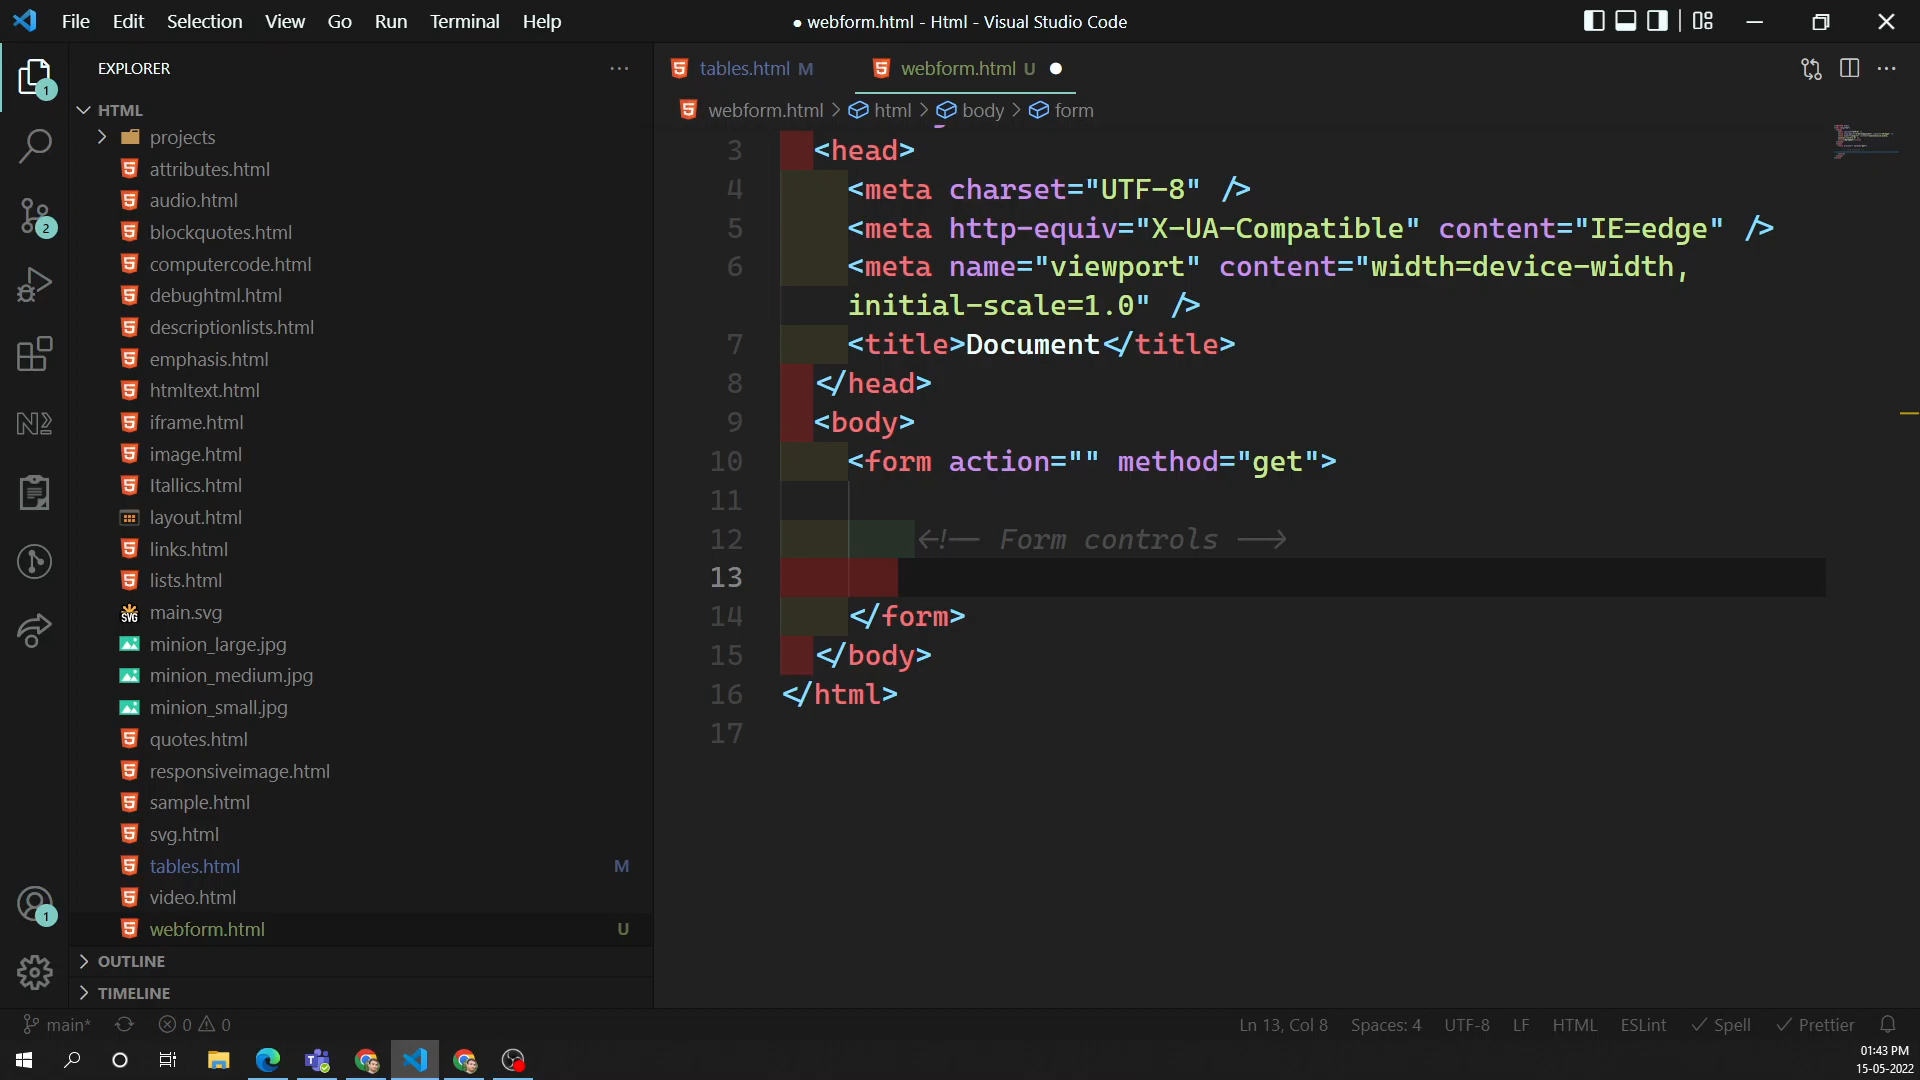 File Edit Selection View Go Run Terminal Help
● webform.html - Html - Visual Studio Code
EXPLORER
HTML
projects
attributes.html
audio.html
blockquotes.html
computercode.html
debughtml.html
descriptionlists.html
emphasis.html
htmltext.html
iframe.html
image.html
Itallics.html
layout.html
links.html
lists.html
main.svg
minion_large.jpg
minion_medium.jpg
minion_small.jpg
quotes.html
responsiveimage.html
sample.html
svg.html
tables.html M
video.html
webform.html U
OUTLINE
TIMELINE
1
2
1
tables.html M webform.html U
webform.html > html > body > form
3 <head>
4 <meta charset="UTF-8" />
5 <meta http-equiv="X-UA-Compatible" content="IE=edge" />
6 <meta name="viewport" content="width=device-width,
initial-scale=1.0" />
7 <title>Document</title>
8 </head>
9 <body>
10 <form action="" method="get">
11
12 <!-- Form controls -->
13
14 </form>
15 </body>
16 </html>
17
main* 0 0
Ln 13, Col 8 Spaces: 4 UTF-8 LF HTML ESLint Spell Prettier
01:43 PM
15-05-2022